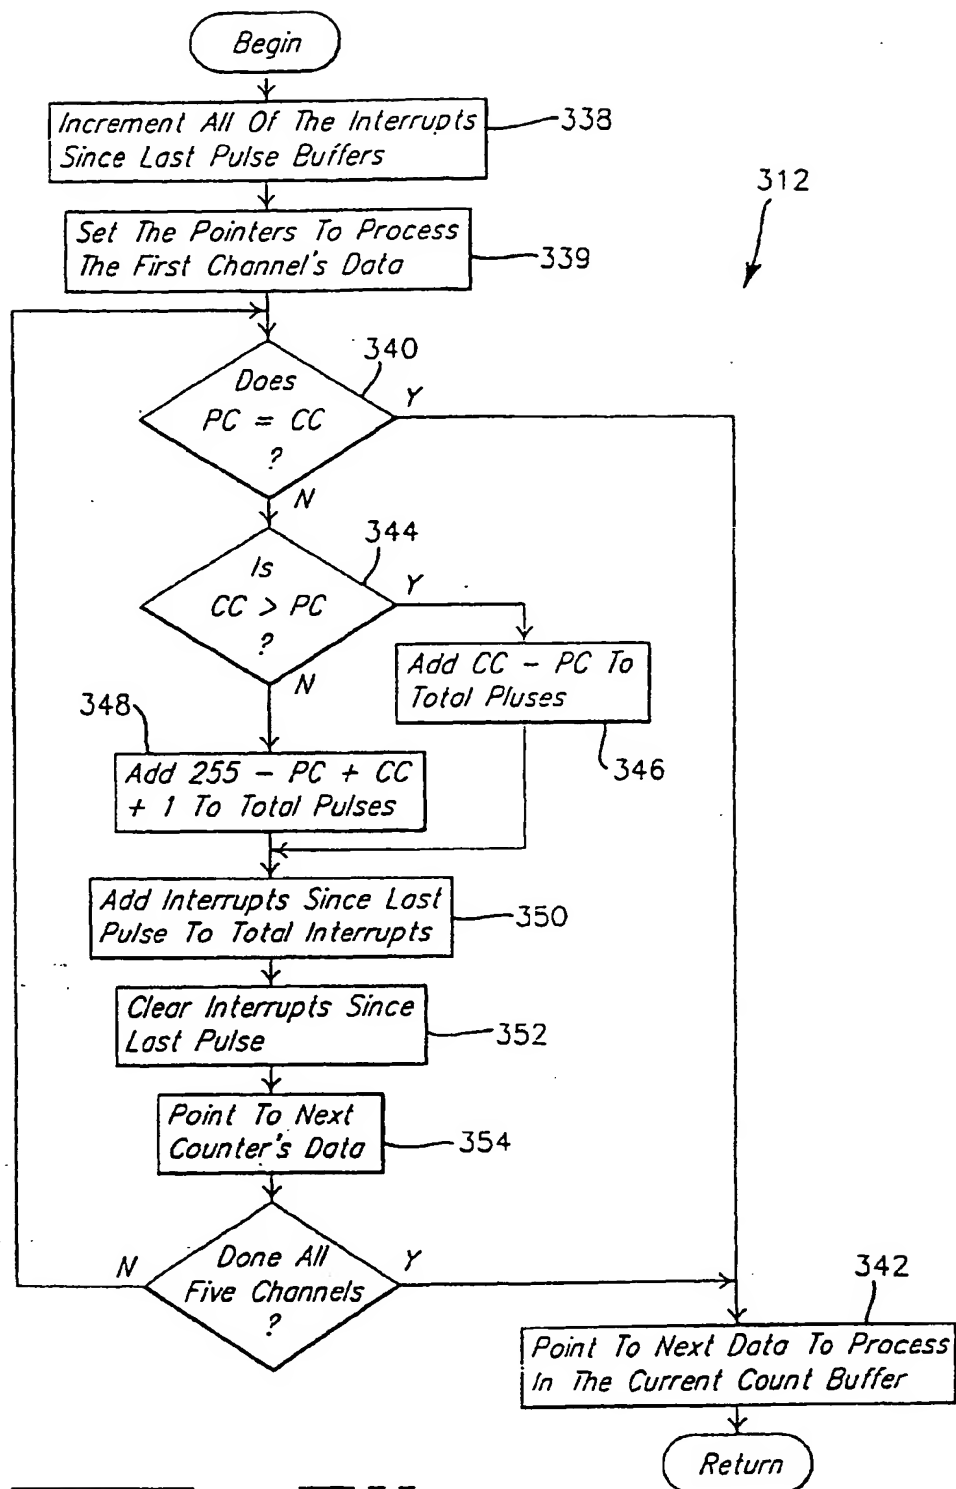 Begin
Increment All Of The Interrupts
Since Last Pulse Buffers
338
312
Set The Pointers To Process
The First Channel's Data
339
340
Does
PC = CC
?
Y
N
344
Is
CC > PC
?
Y
N
Add CC - PC To
Total Pluses
346
348
Add 255 - PC + CC
+ 1 To Total Pulses
Add Interrupts Since Last
Pulse To Total Interrupts
350
Clear Interrupts Since
Last Pulse
352
Point To Next
Counter's Data
354
Done All
Five Channels
?
N
Y
342
Point To Next Data To Process
In The Current Count Buffer
Return